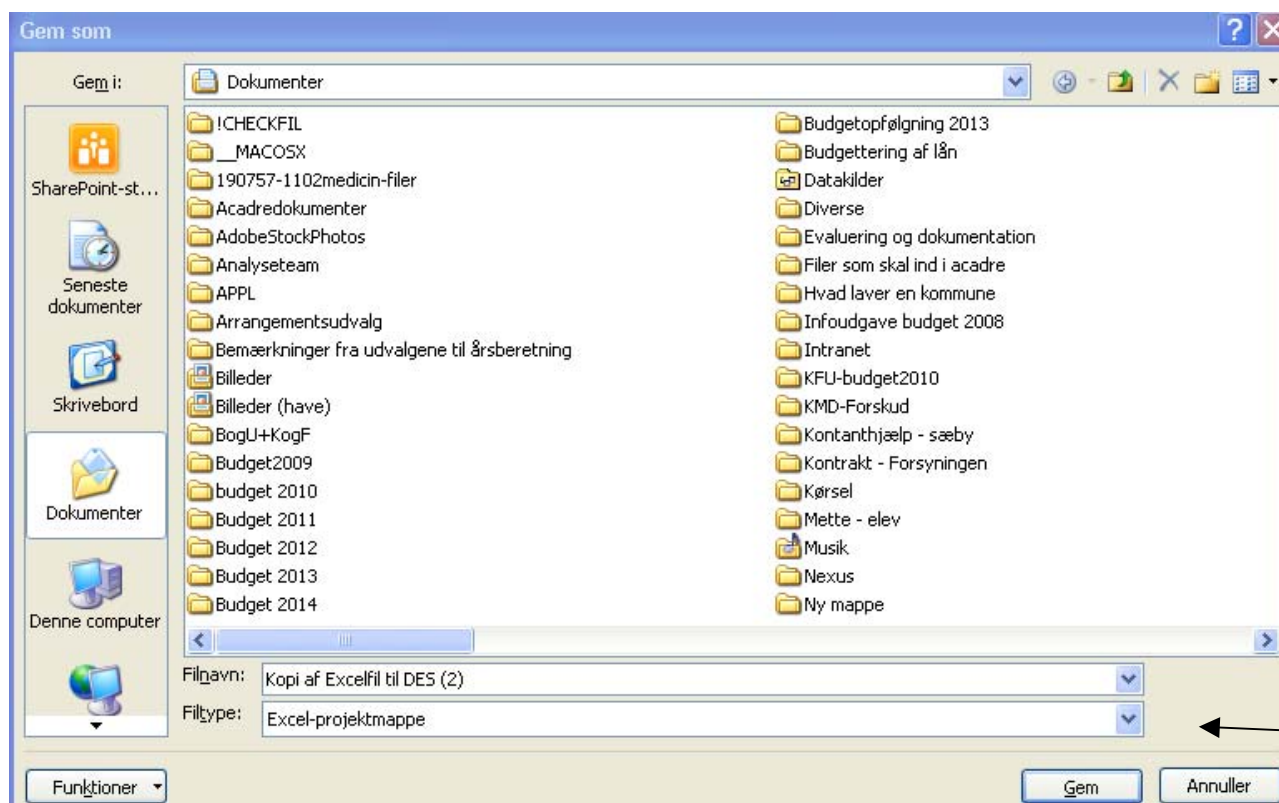 Gem som
Gem i:
Dokumenter
SharePoint-st...
Seneste
dokumenter
Skrivebord
Dokumenter
Denne computer
!CHECKFIL
__MACOSX
190757-1102medicin-filer
Acadredokumenter
AdobeStockPhotos
Analyseteam
APPL
Arrangementsudvalg
Bemærkninger fra udvalgene til årsberetning
Billeder
Billeder (have)
BogU+KogF
Budget2009
budget 2010
Budget 2011
Budget 2012
Budget 2013
Budget 2014
Budgetopfølgning 2013
Budgettering af lån
Datakilder
Diverse
Evaluering og dokumentation
Filer som skal ind i acadre
Hvad laver en kommune
Infoudgave budget 2008
Intranet
KFU-budget2010
KMD-Forskud
Kontanthjælp - sæby
Kontrakt - Forsyningen
Kørsel
Mette - elev
Musik
Nexus
Ny mappe
Filnavn: Kopi af Excelfil til DES (2)
Filtype: Excel-projektmappe
Funktioner
Gem
Annuller